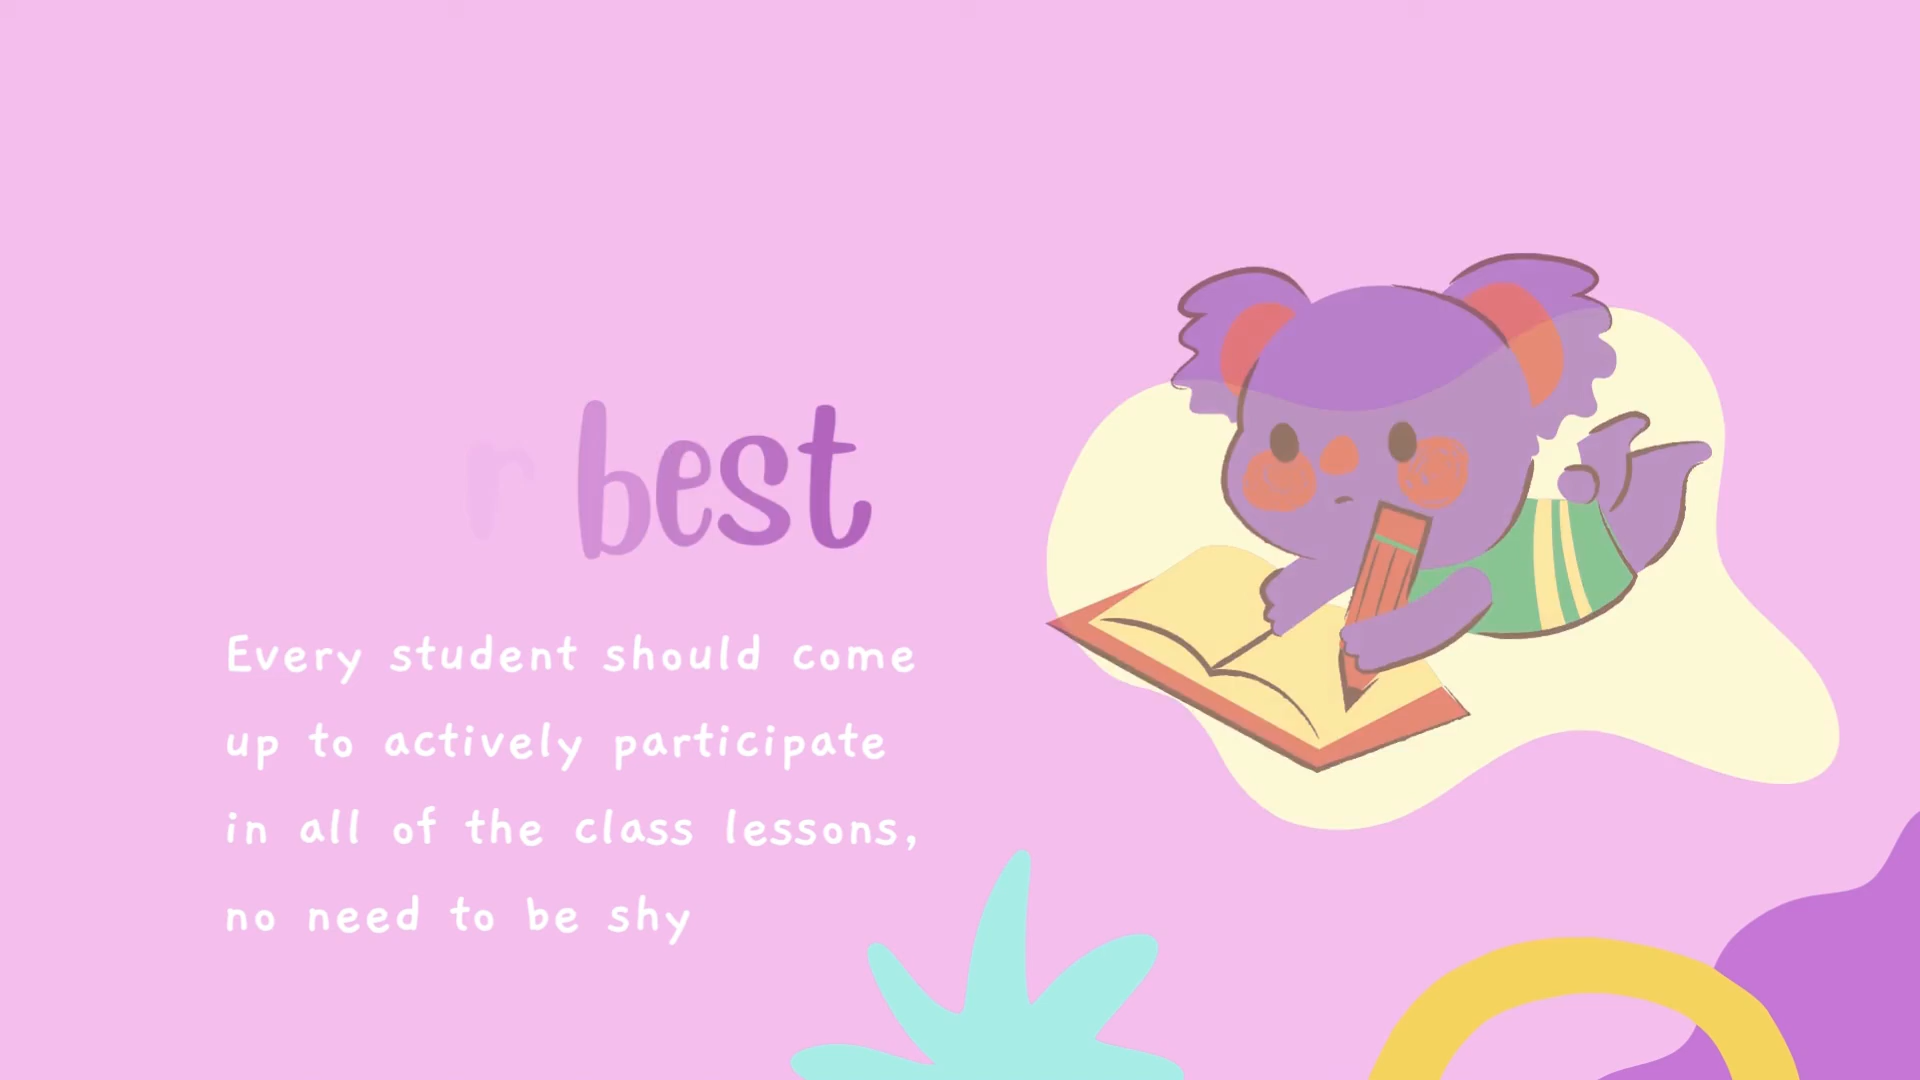 r best
Every student should come
up to actively participate
in all of the class lessons,
no need to be shy